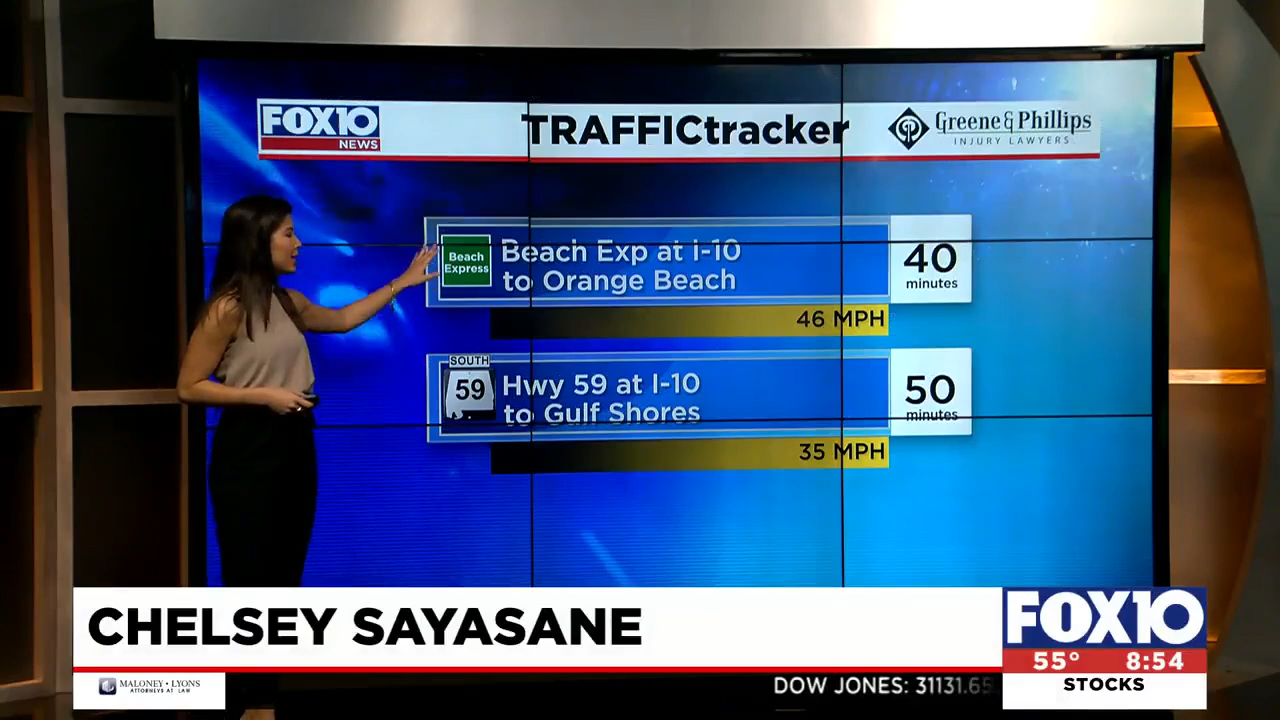 FOX10
NEWS
TRAFFICtracker
GP
Greene & Phillips
INJURY LAWYERS
Beach
Express
Beach Exp at I-10
to Orange Beach
40
minutes
46 MPH
SOUTH
59
Hwy 59 at I-10
to Gulf Shores
50
minutes
35 MPH
CHELSEY SAYASANE
FOX10
55° 8:54
MALONEY • LYONS
ATTORNEYS AT LAW
DOW JONES: 31131.65
STOCKS